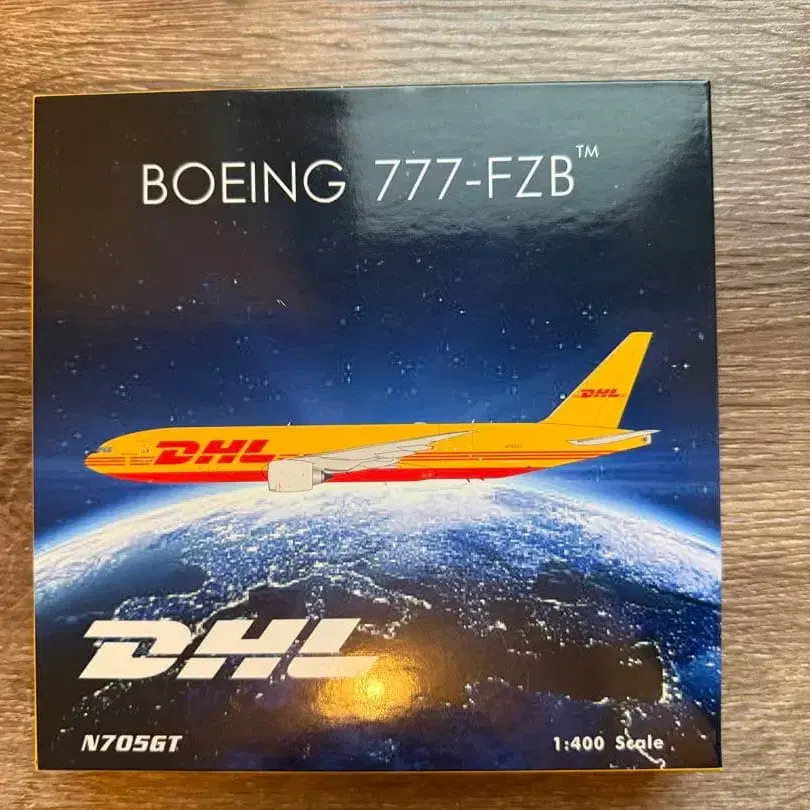 BOEING 777-FZB™
DHL
DHL
DHL
N705GT
1:400 Scale